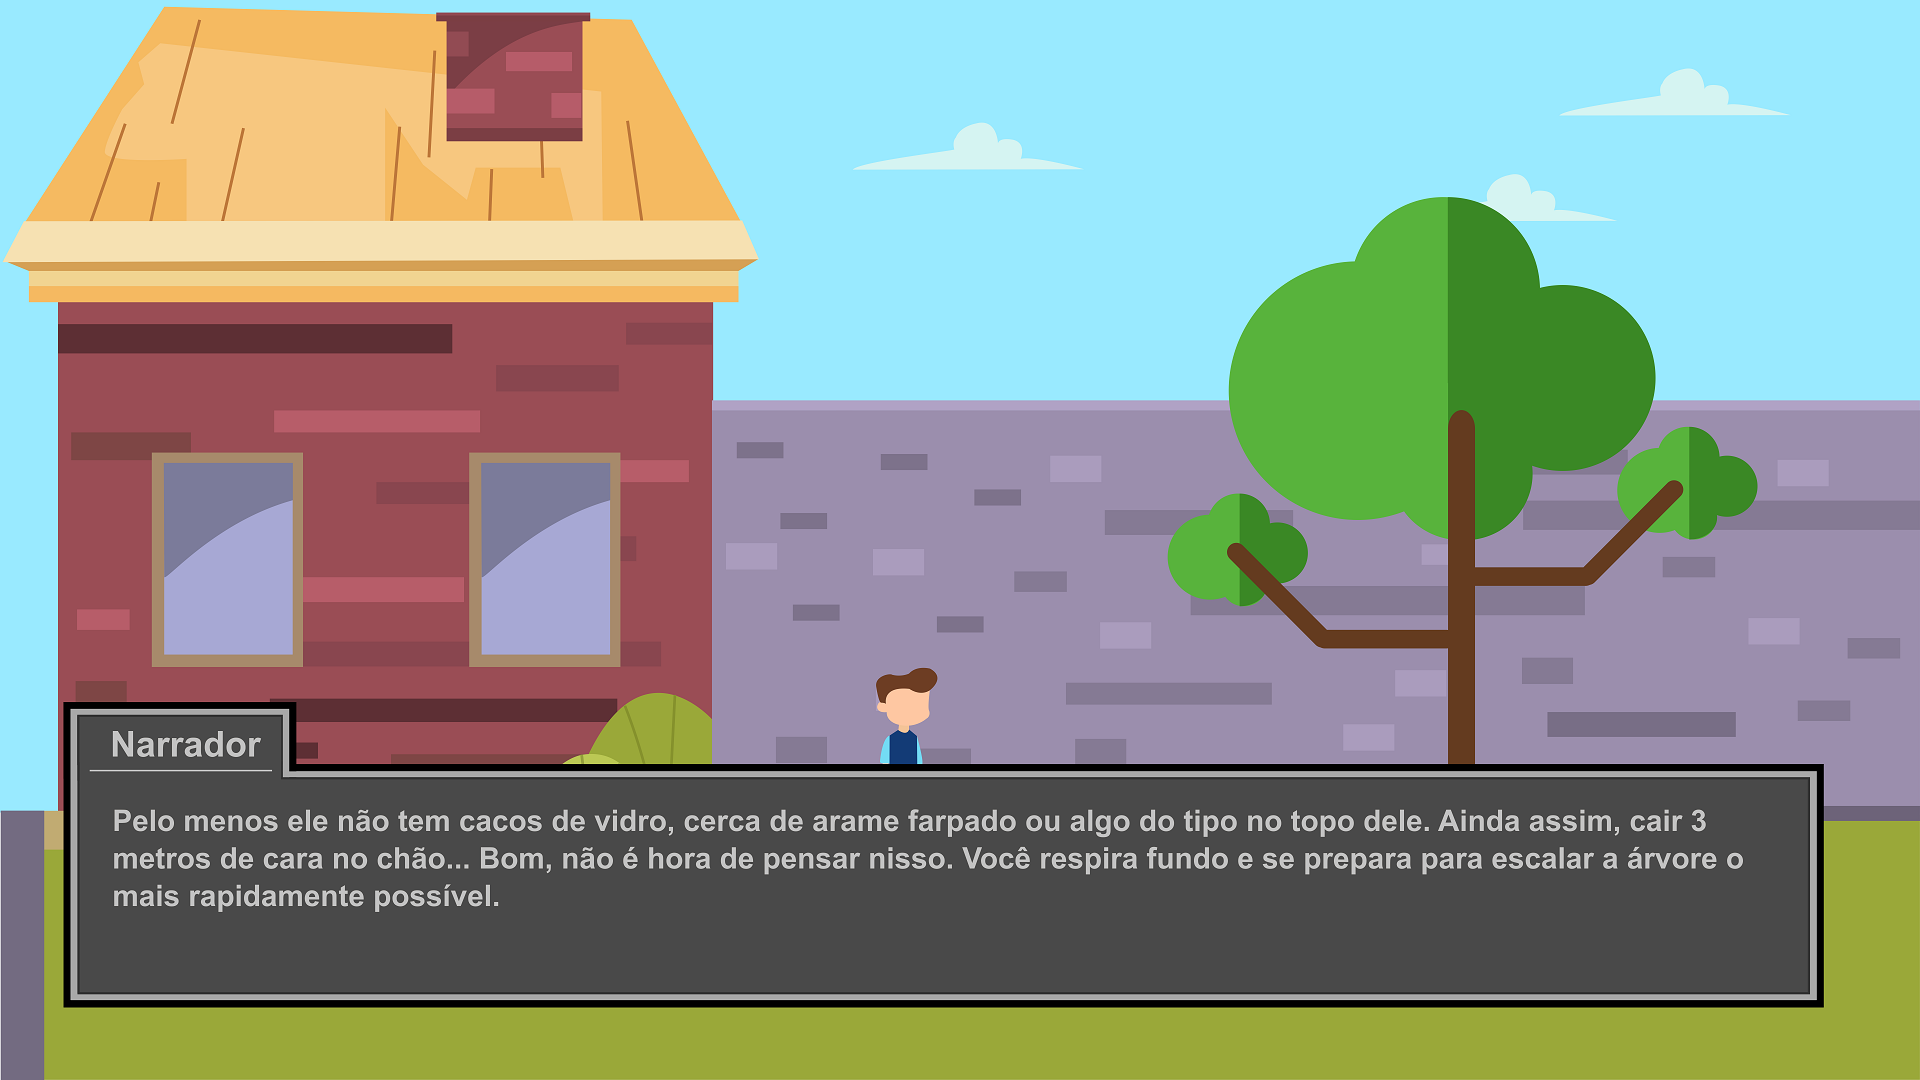 Narrador
Pelo menos ele não tem cacos de vidro, cerca de arame farpado ou algo do tipo no topo dele. Ainda assim, cair 3
metros de cara no chão... Bom, não é hora de pensar nisso. Você respira fundo e se prepara para escalar a árvore o
mais rapidamente possível.